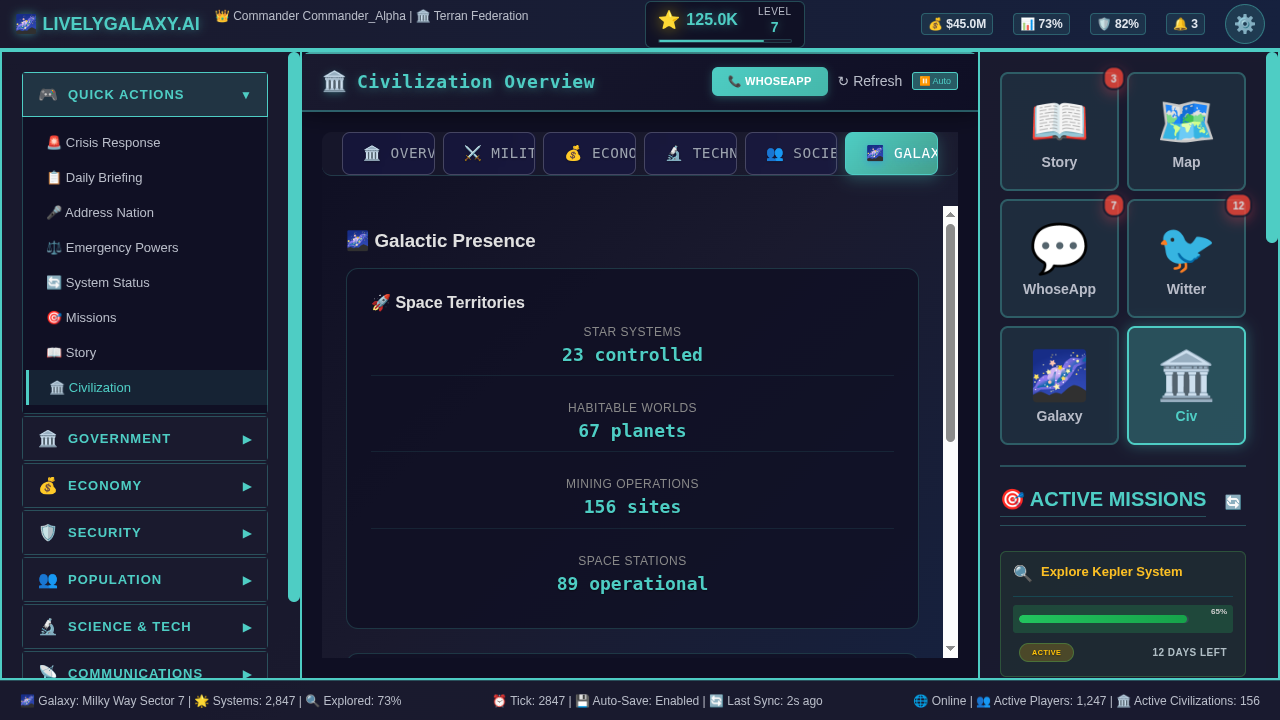 LIVELYGALAXY.AI
Commander Commander_Alpha | Terran Federation
125.0K
LEVEL
7
$45.0M
73%
82%
3
QUICK ACTIONS ▼
Crisis Response
Daily Briefing
Address Nation
Emergency Powers
System Status
Missions
Story
Civilization
GOVERNMENT ▶
ECONOMY ▶
SECURITY ▶
POPULATION ▶
SCIENCE & TECH ▶
COMMUNICATIONS ▶
Civilization Overview
WHOSEAPP
↻ Refresh
Auto
OVERV
MILIT
ECONO
TECHN
SOCIE
GALAX
Galactic Presence
Space Territories
STAR SYSTEMS
23 controlled
HABITABLE WORLDS
67 planets
MINING OPERATIONS
156 sites
SPACE STATIONS
89 operational
3
Story
Map
7
WhoseApp
12
Witter
Galaxy
Civ
ACTIVE MISSIONS
Explore Kepler System
65%
ACTIVE
12 DAYS LEFT
Galaxy: Milky Way Sector 7 | Systems: 2,847 | Explored: 73%
Tick: 2847 | Auto-Save: Enabled | Last Sync: 2s ago
Online | Active Players: 1,247 | Active Civilizations: 156